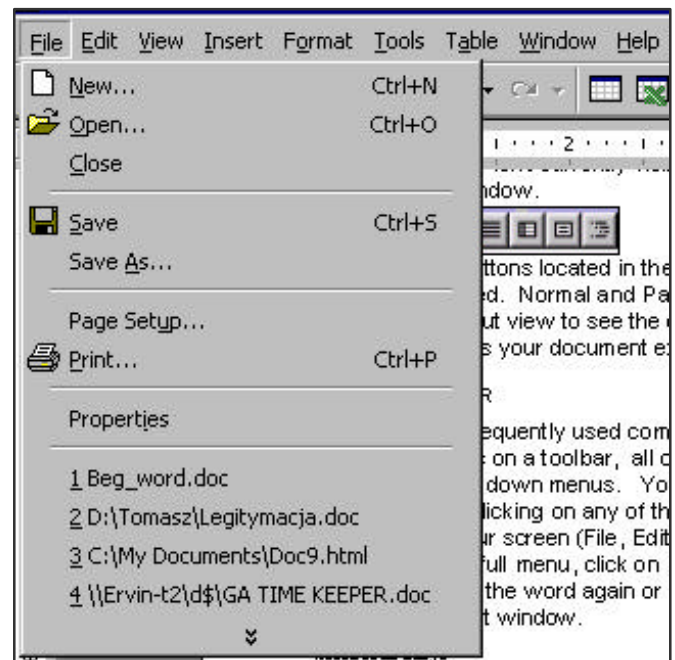 File Edit View Insert Format Tools Table Window Help
New... Ctrl+N
Open... Ctrl+O
Close
Save Ctrl+S
Save As...
Page Setup...
Print... Ctrl+P
Properties
1 Beg_word.doc
2 D:\Tomasz\Legitymacja.doc
3 C:\My Documents\Doc9.html
4 \\Ervin-t2\d$\GA TIME KEEPER.doc
2
ndow.
ttons located in the
ed. Normal and Pa
ut view to see the
s your document e
R
equently used com
on a toolbar, all
down menus. Yo
licking on any of th
ur screen (File, Edit
full menu, click on
the word again or
t window.